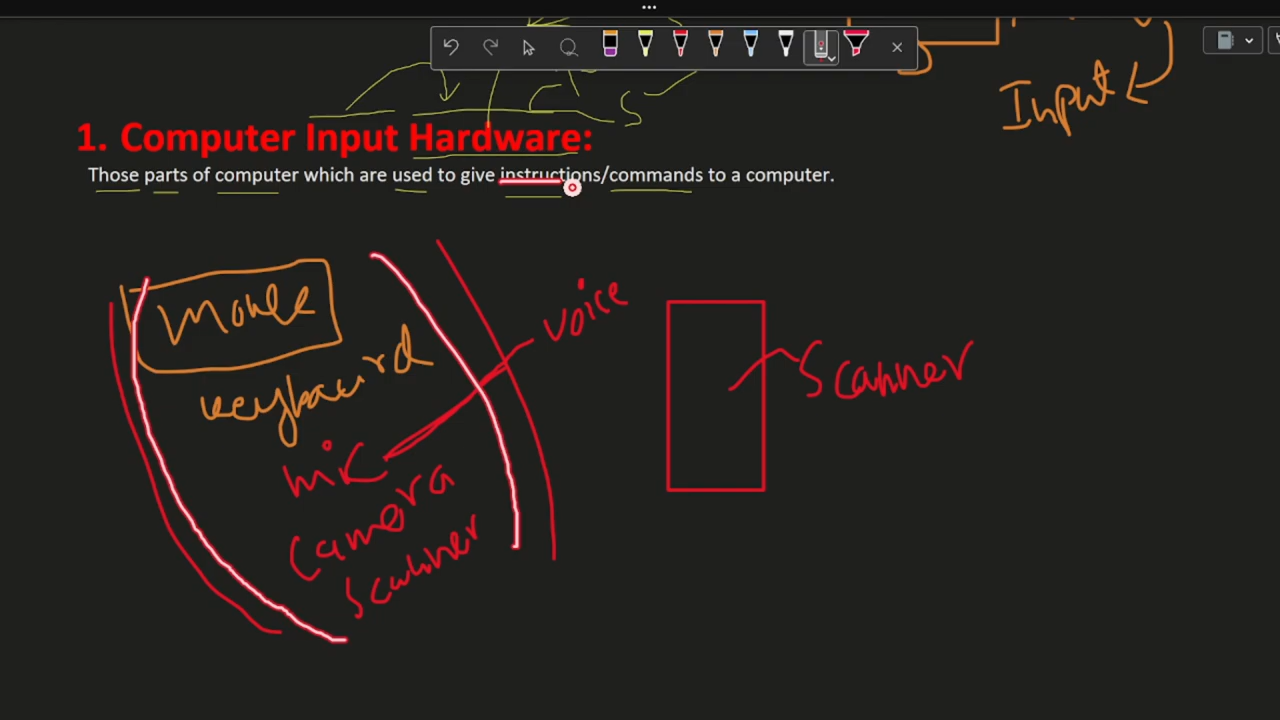 S
Input
1. Computer Input Hardware:
Those parts of computer which are used to give instructions/commands to a computer.
Mouse
voice
keyboard
Scanner
mic
Camera
Scanner